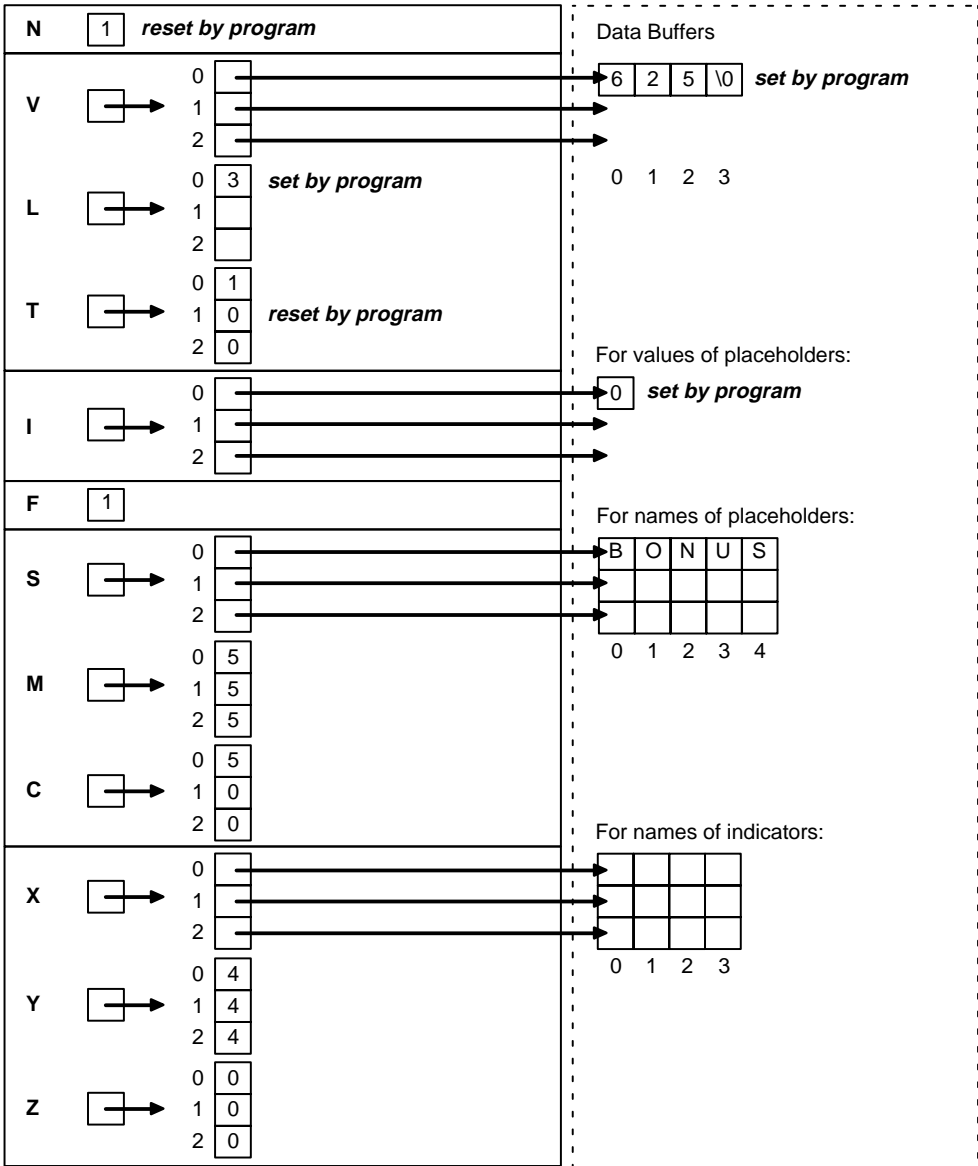 N 1 reset by program
Data Buffers
V
0
1
2
6 2 5 \0 set by program
0 1 2 3
L
0 3 set by program
1
2
T
0 1
1 0 reset by program
2 0
For values of placeholders:
I
0
1
2
0 set by program
F 1
For names of placeholders:
S
0
1
2
B O N U S
0 1 2 3 4
M
0 5
1 5
2 5
C
0 5
1 0
2 0
For names of indicators:
X
0
1
2
0 1 2 3
Y
0 4
1 4
2 4
Z
0 0
1 0
2 0